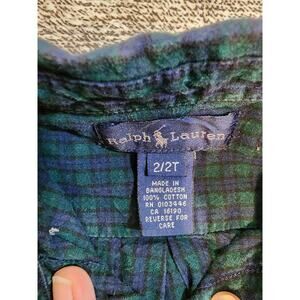 Ralph Lauren
2/2T
MADE IN
BANGLADESH
100% COTTON
RN 0103446
CA 16190
REVERSE FOR
CARE